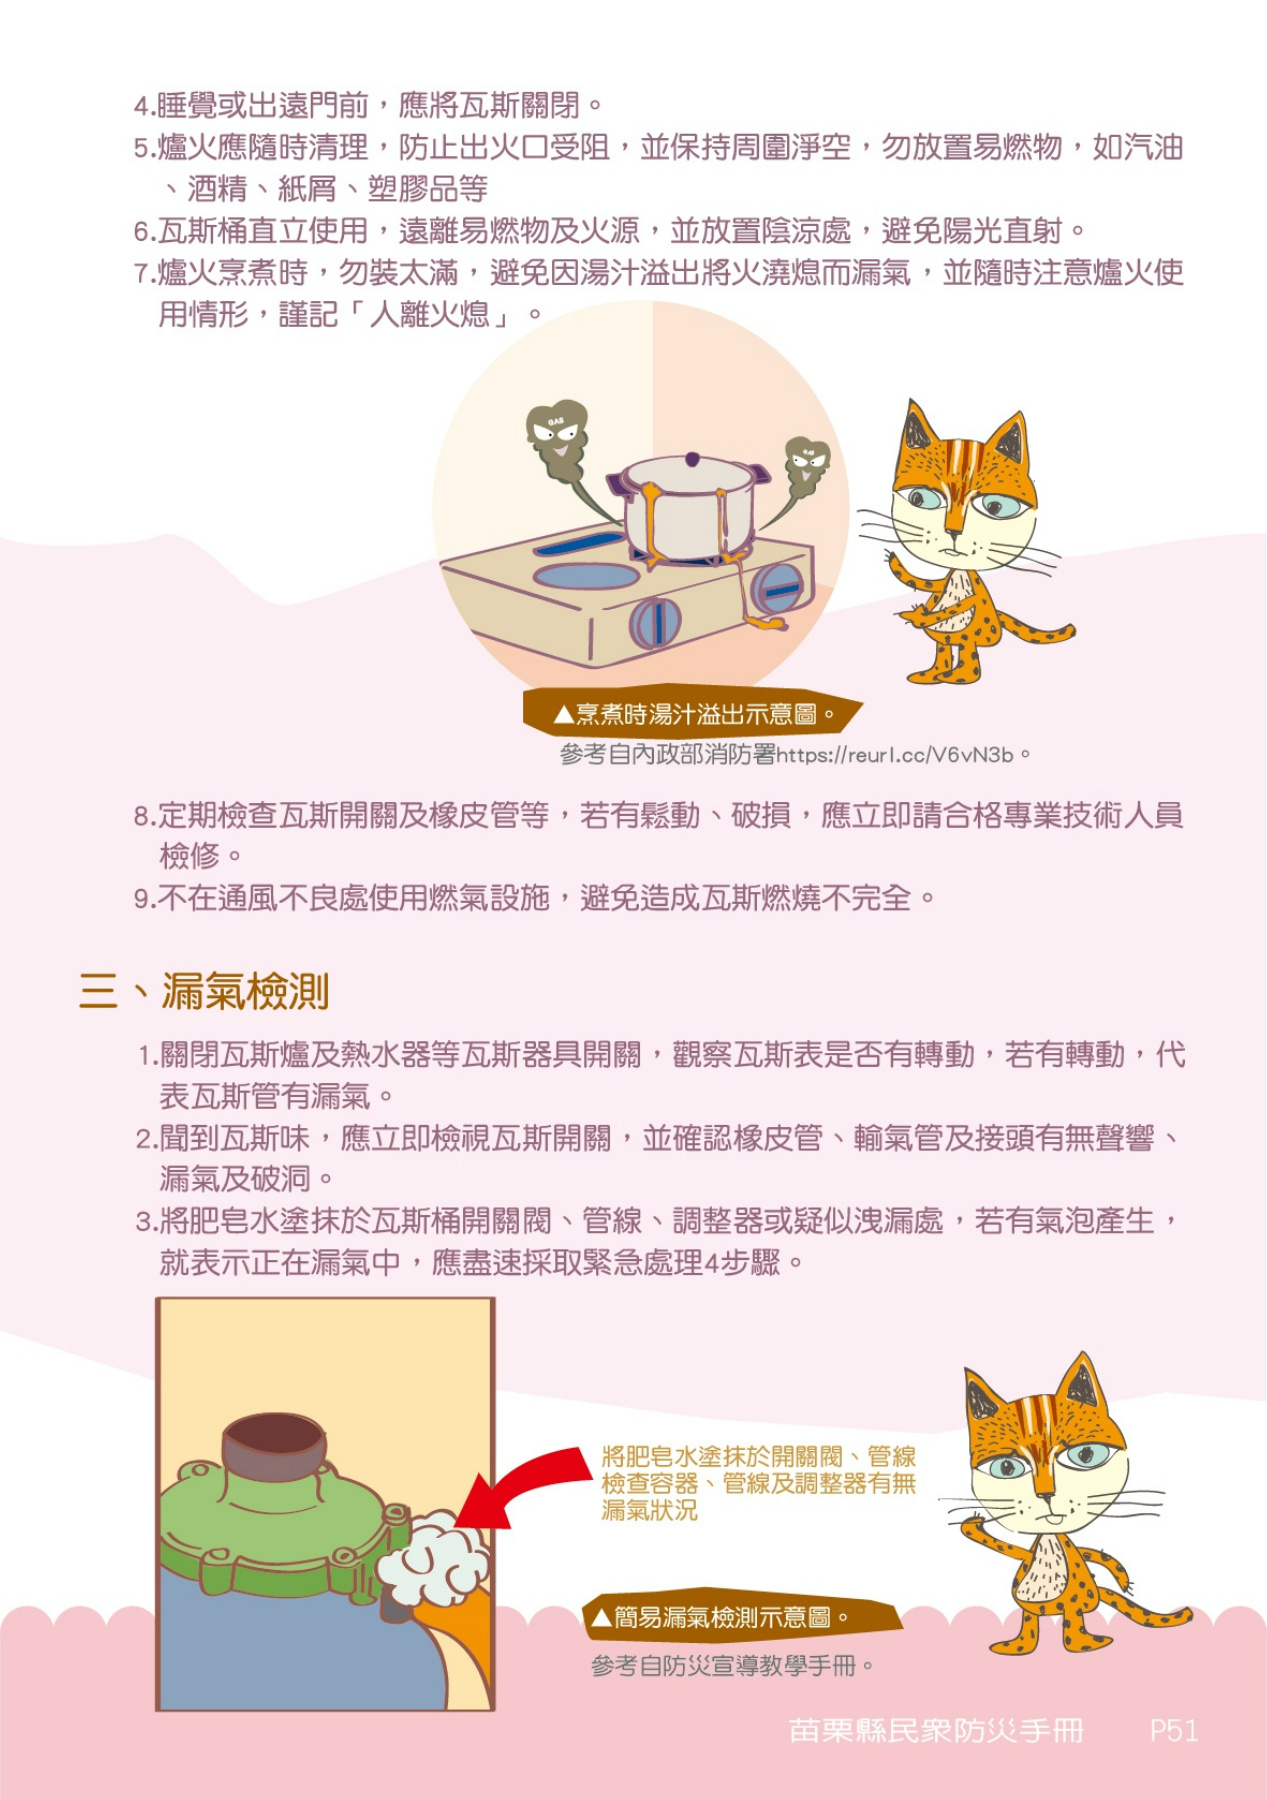 4.睡覺或出遠門前，應將瓦斯關閉。
5.爐火應隨時清理，防止出火口受阻，並保持周圍淨空，勿放置易燃物，如汽油
、酒精、紙屑、塑膠品等
6.瓦斯桶直立使用，遠離易燃物及火源，並放置陰涼處，避免陽光直射。
7.爐火烹煮時，勿裝太滿，避免因湯汁溢出將火澆熄而漏氣，並隨時注意爐火使
用情形，謹記「人離火熄」。
GAS
GAS
▲烹煮時湯汁溢出示意圖。
參考自內政部消防署https://reurl.cc/V6vN3b。
8.定期檢查瓦斯開關及橡皮管等，若有鬆動、破損，應立即請合格專業技術人員
檢修。
9.不在通風不良處使用燃氣設施，避免造成瓦斯燃燒不完全。
三、漏氣檢測
1.關閉瓦斯爐及熱水器等瓦斯器具開關，觀察瓦斯表是否有轉動，若有轉動，代
表瓦斯管有漏氣。
2.聞到瓦斯味，應立即檢視瓦斯開關，並確認橡皮管、輸氣管及接頭有無聲響、
漏氣及破洞。
3.將肥皂水塗抹於瓦斯桶開關閥、管線、調整器或疑似洩漏處，若有氣泡產生，
就表示正在漏氣中，應盡速採取緊急處理4步驟。
將肥皂水塗抹於開關閥、管線
檢查容器、管線及調整器有無
漏氣狀況
▲簡易漏氣檢測示意圖。
參考自防災宣導教學手冊。
苗栗縣民眾防災手冊 P51